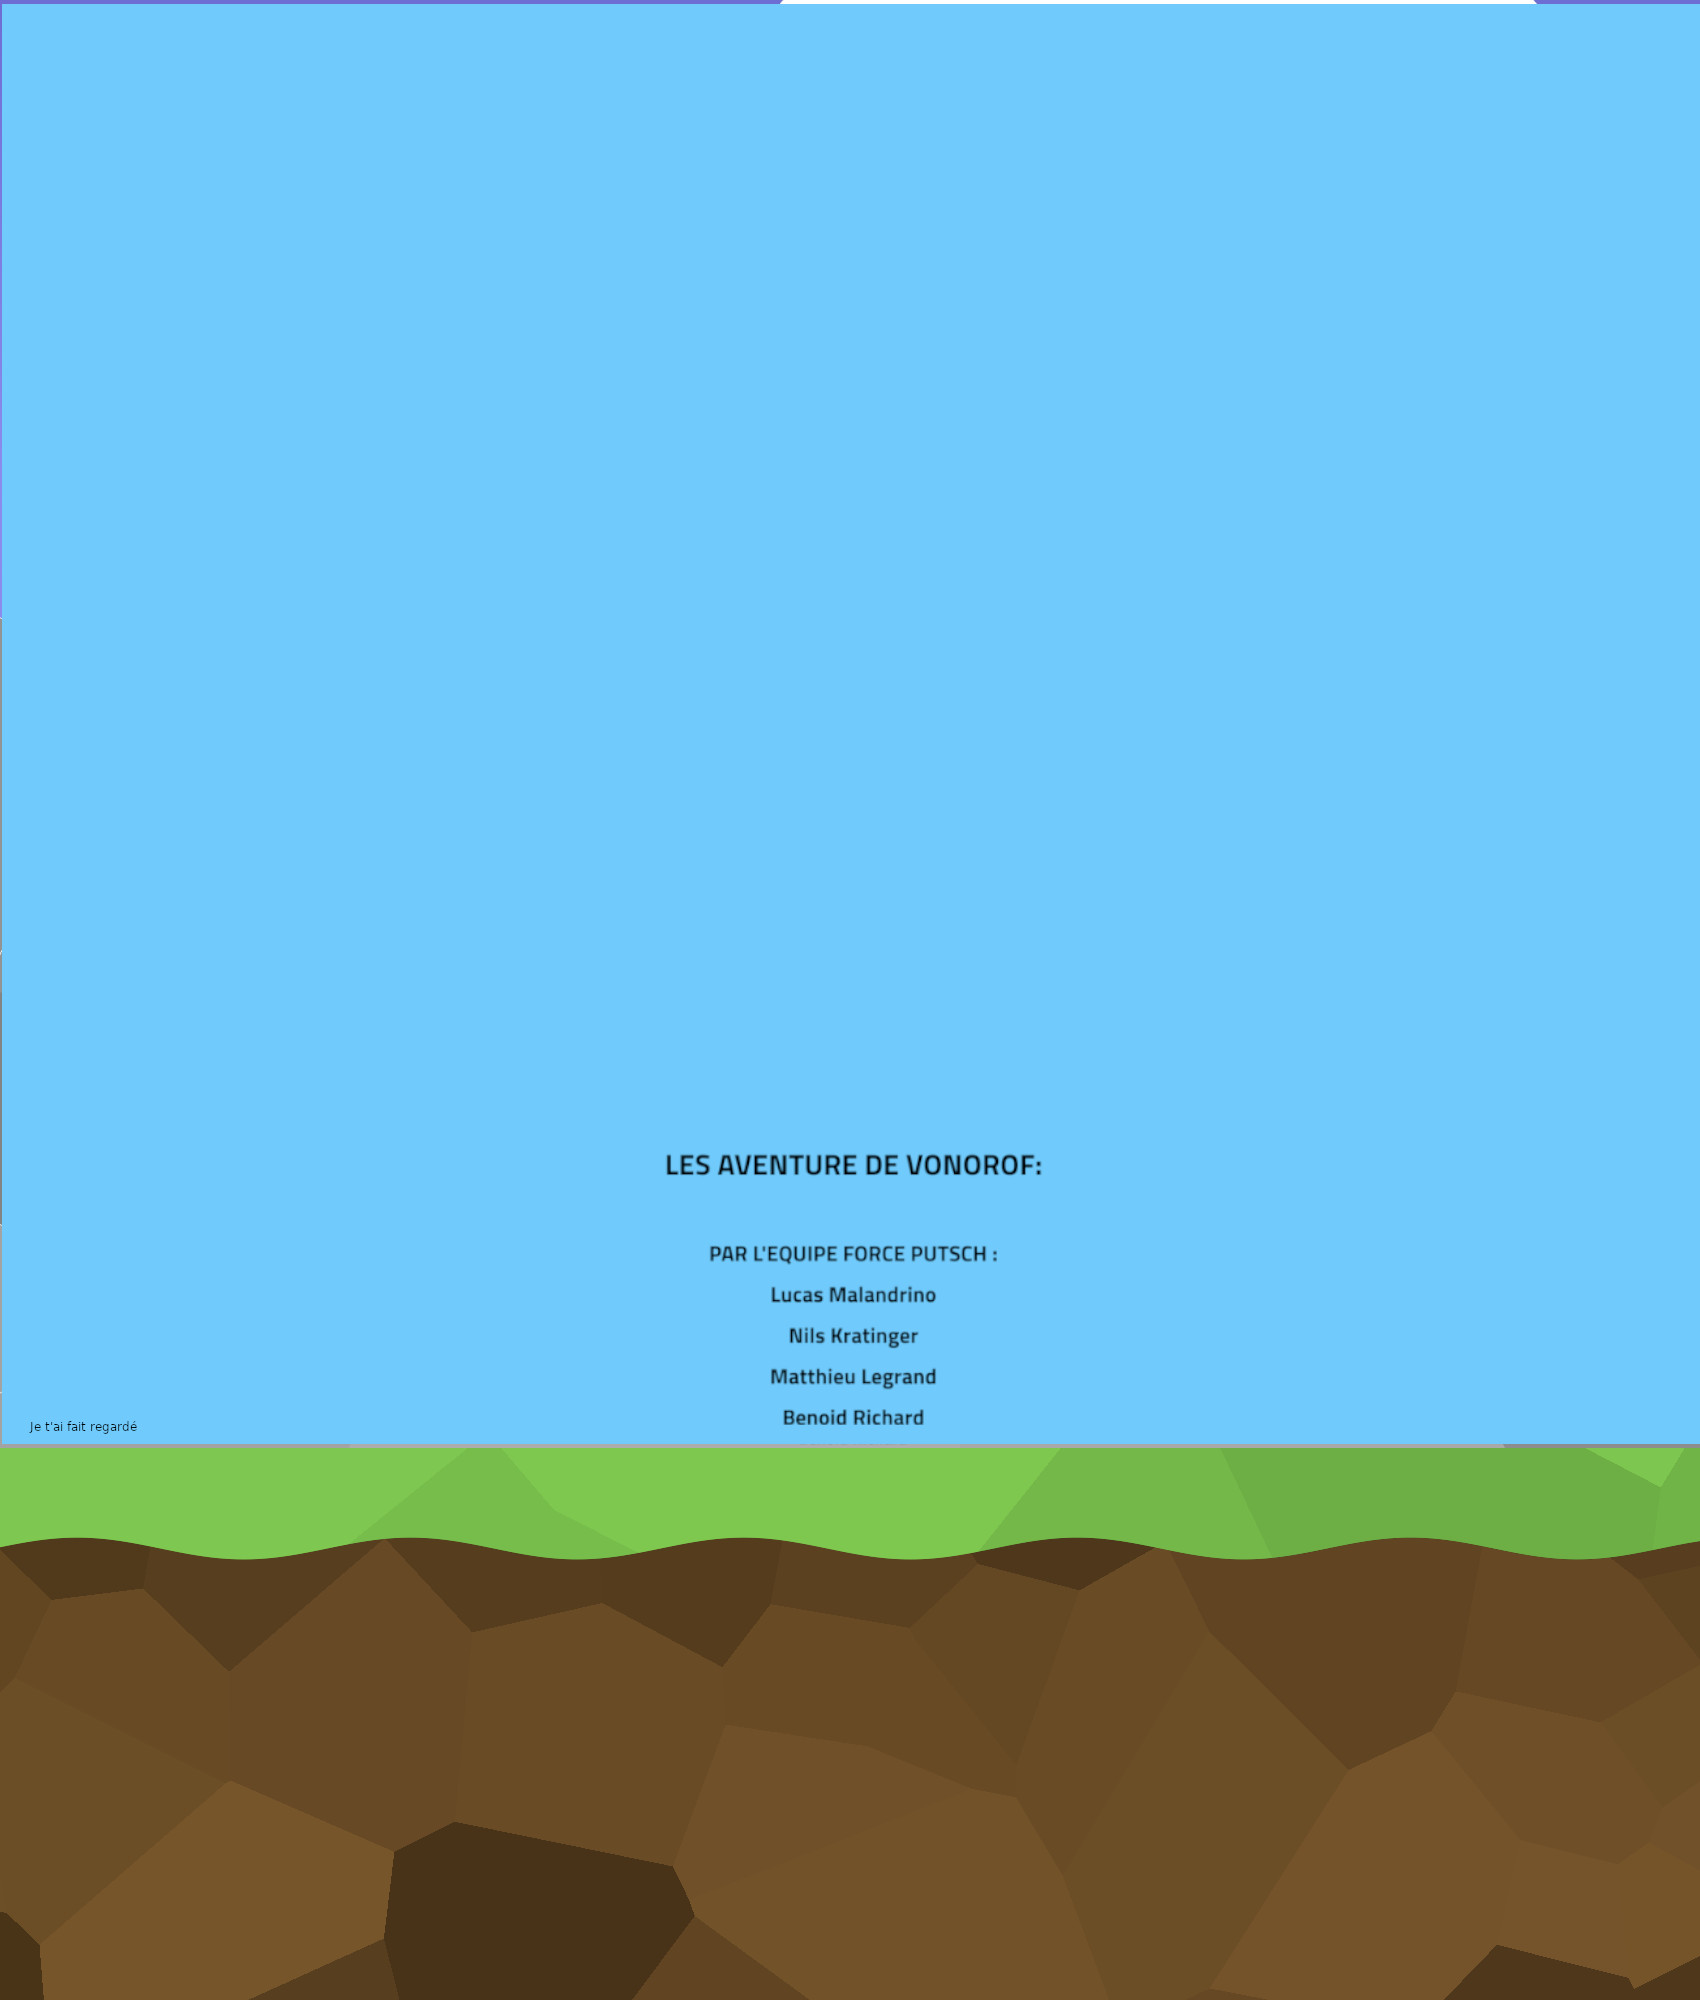 LES AVENTURE DE VONOROF:
PAR L'EQUIPE FORCE PUTSCH :
Lucas Malandrino
Nils Kratinger
Matthieu Legrand
Benoid Richard
Je t'ai fait regardé